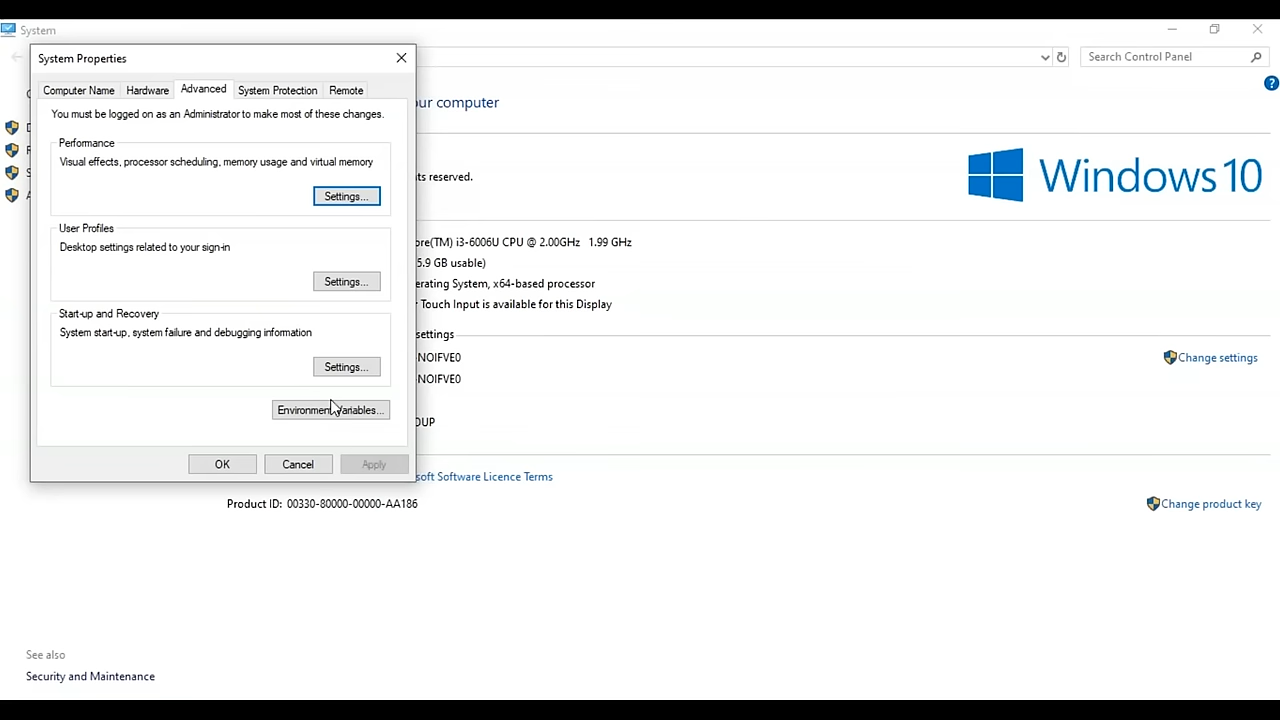 System
System Properties
Search Control Panel
Computer Name Hardware Advanced System Protection Remote
our computer
You must be logged on as an Administrator to make most of these changes.
Performance
Visual effects, processor scheduling, memory usage and virtual memory
ts reserved.
Windows 10
Settings...
User Profiles
Desktop settings related to your sign-in
ore(TM) i3-6006U CPU @ 2.00GHz 1.99 GHz
5.9 GB usable)
Settings...
erating System, x64-based processor
Touch Input is available for this Display
Start-up and Recovery
System start-up, system failure and debugging information
settings
-NOIFVE0
Change settings
Settings...
-NOIFVE0
Environment Variables...
OUP
OK Cancel Apply
soft Software Licence Terms
Product ID: 00330-80000-00000-AA186
Change product key
See also
Security and Maintenance